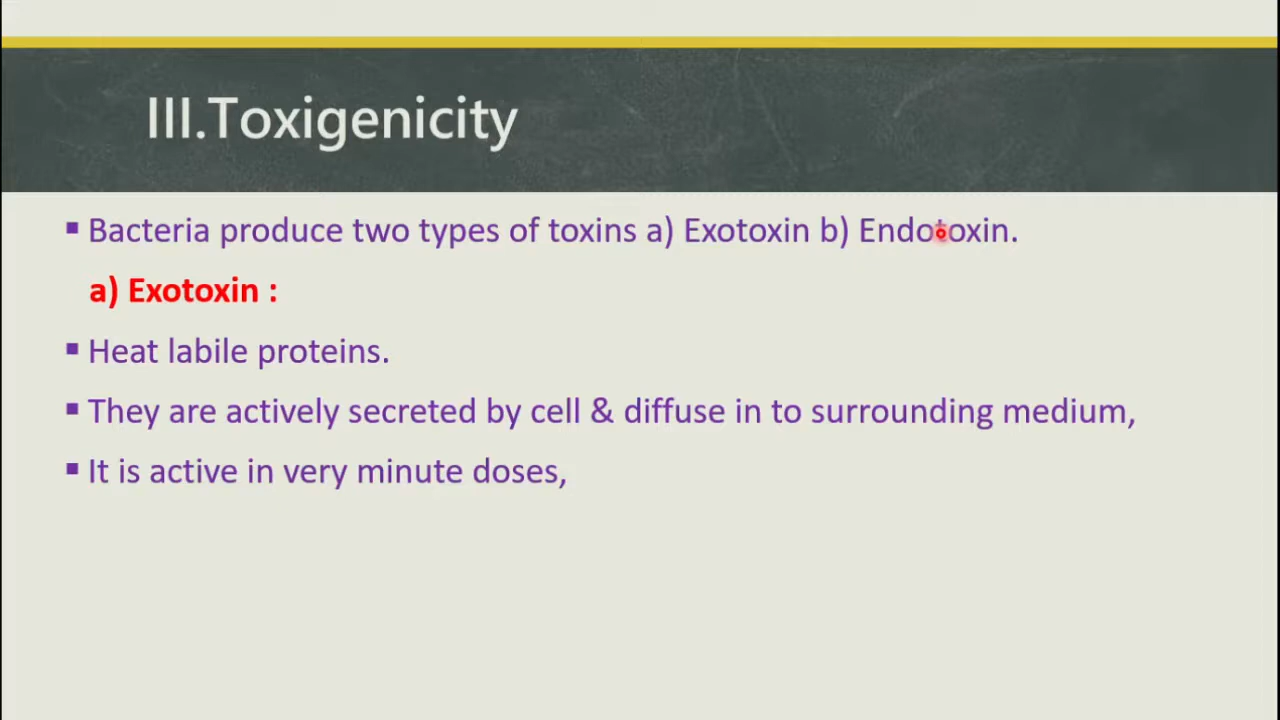 III.Toxigenicity
▪ Bacteria produce two types of toxins a) Exotoxin b) Endotoxin.
a) Exotoxin :
▪ Heat labile proteins.
▪ They are actively secreted by cell & diffuse in to surrounding medium,
▪ It is active in very minute doses,